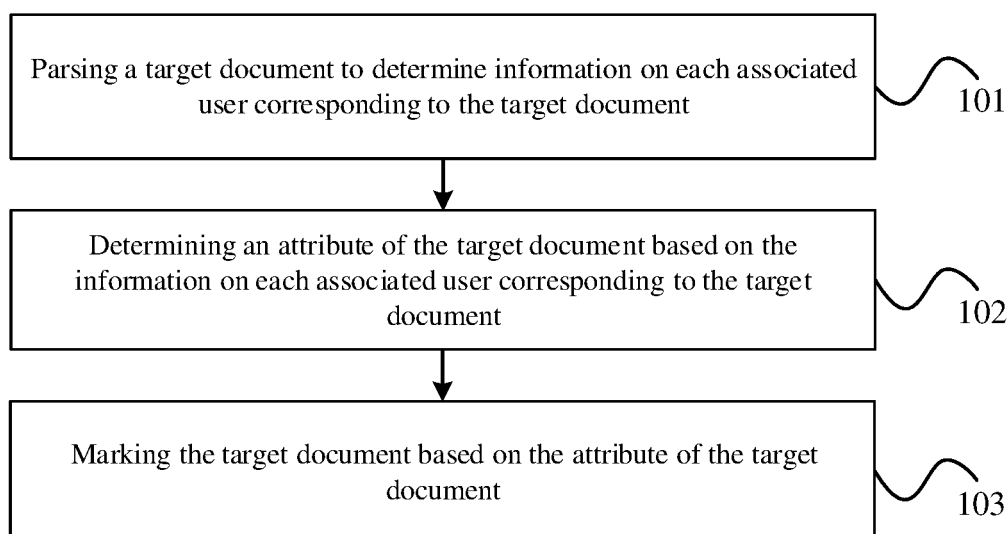 Parsing a target document to determine information on each associated
user corresponding to the target document
101
Determining an attribute of the target document based on the
information on each associated user corresponding to the target
document
102
Marking the target document based on the attribute of the target
document
103